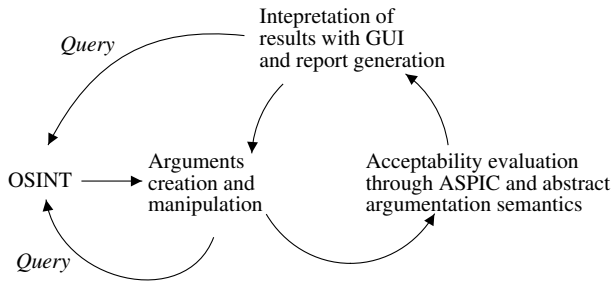 Intepretation of
results with GUI
and report generation
Query
OSINT
Arguments
creation and
manipulation
Acceptability evaluation
through ASPIC and abstract
argumentation semantics
Query